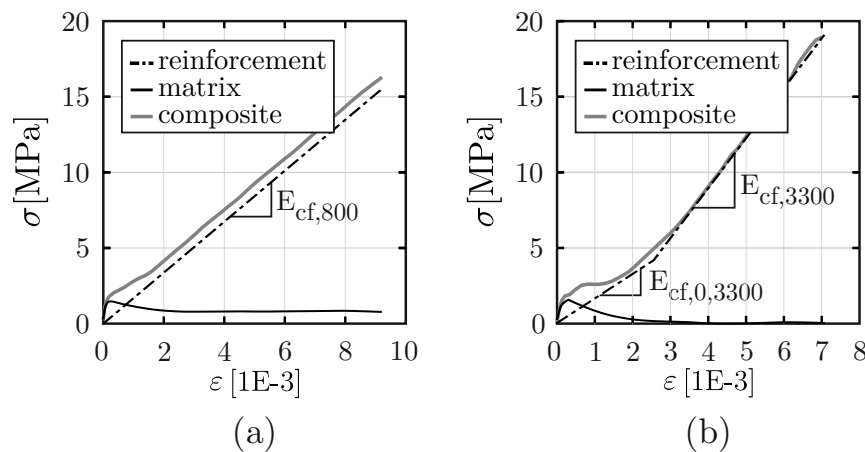 20
15
10
5
0
σ [MPa]
reinforcement
matrix
composite
E_cf,800
0 2 4 6 8 10
ε [1E-3]
(a)
20
15
10
5
0
σ [MPa]
reinforcement
matrix
composite
E_cf,3300
E_cf,0,3300
0 1 2 3 4 5 6 7 8
ε [1E-3]
(b)